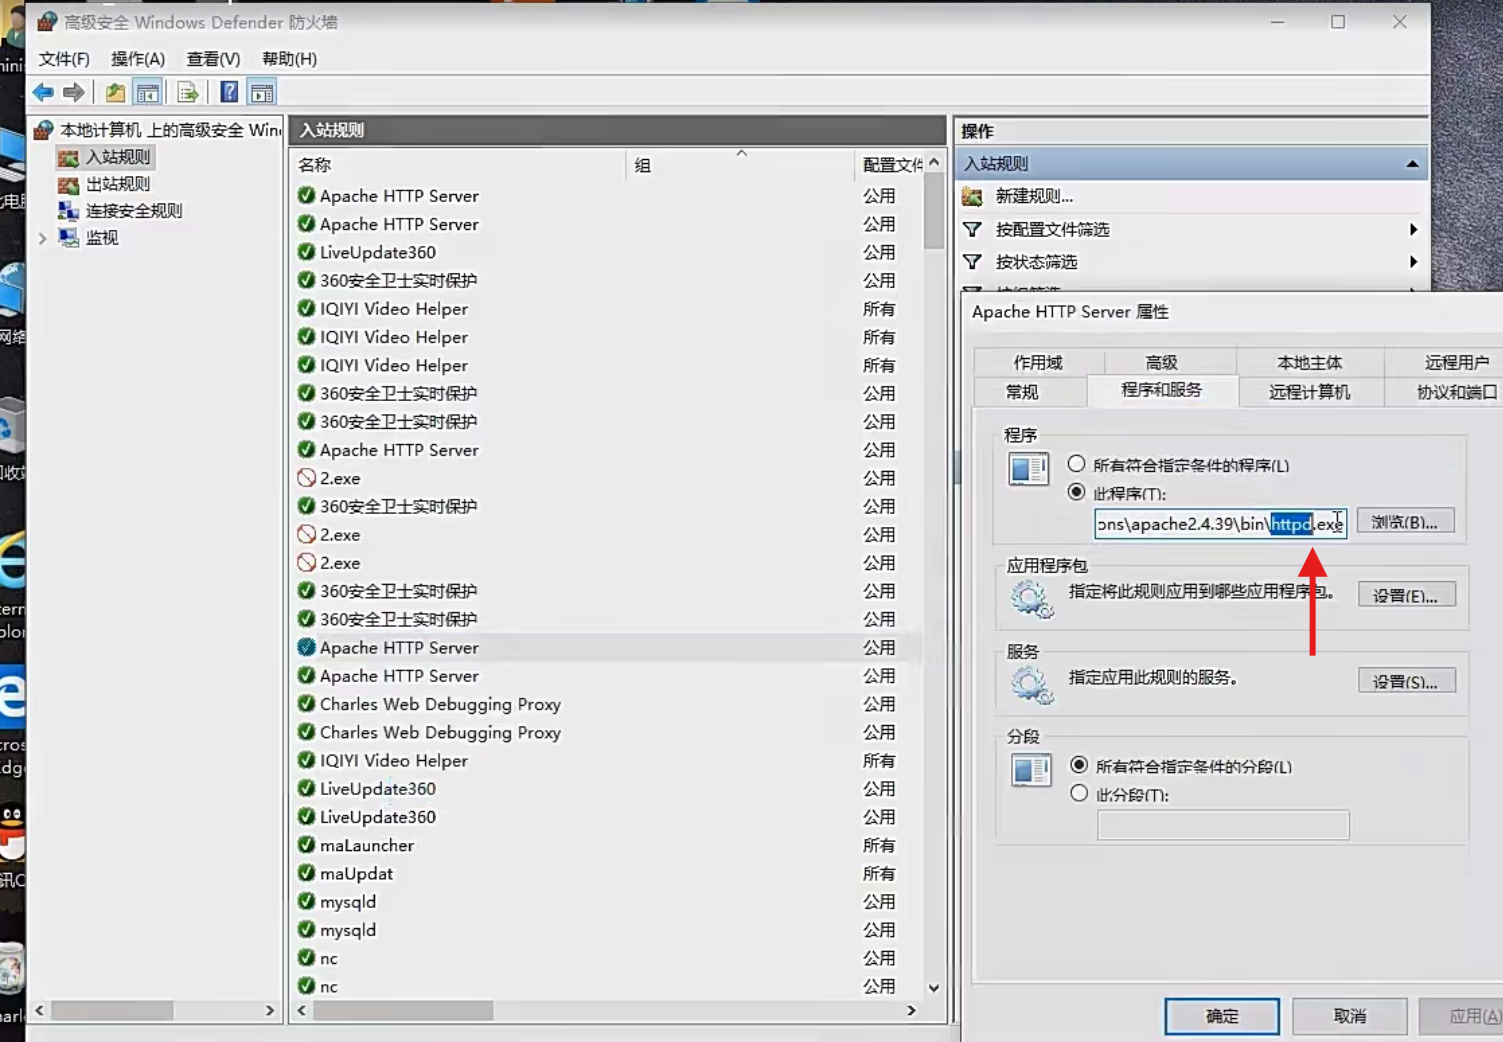 高级安全 Windows Defender 防火墙
文件(F) 操作(A) 查看(V) 帮助(H)
本地计算机 上的高级安全 Win
入站规则
出站规则
连接安全规则
监视
入站规则
名称 组 配置文件
Apache HTTP Server 公用
Apache HTTP Server 公用
LiveUpdate360 公用
360安全卫士实时保护 公用
IQIYI Video Helper 所有
IQIYI Video Helper 所有
IQIYI Video Helper 所有
360安全卫士实时保护 公用
360安全卫士实时保护 公用
Apache HTTP Server 公用
2.exe 公用
360安全卫士实时保护 公用
2.exe 公用
2.exe 公用
360安全卫士实时保护 公用
360安全卫士实时保护 公用
Apache HTTP Server 公用
Apache HTTP Server 公用
Charles Web Debugging Proxy 公用
Charles Web Debugging Proxy 公用
IQIYI Video Helper 所有
LiveUpdate360 公用
LiveUpdate360 公用
maLauncher 所有
maUpdat 所有
mysqld 公用
mysqld 公用
nc 公用
nc 公用
操作
入站规则
新建规则...
按配置文件筛选
按状态筛选
Apache HTTP Server 属性
作用域 高级 本地主体 远程用户
常规 程序和服务 远程计算机 协议和端口
程序
所有符合指定条件的程序(L)
此程序(T):
ons\apache2.4.39\bin\httpd.exe 浏览(B)...
应用程序包
指定将此规则应用到哪些应用程序包。 设置(E)...
服务
指定应用此规则的服务。 设置(S)...
分段
所有符合指定条件的分段(L)
此分段(T):
确定 取消 应用(A)